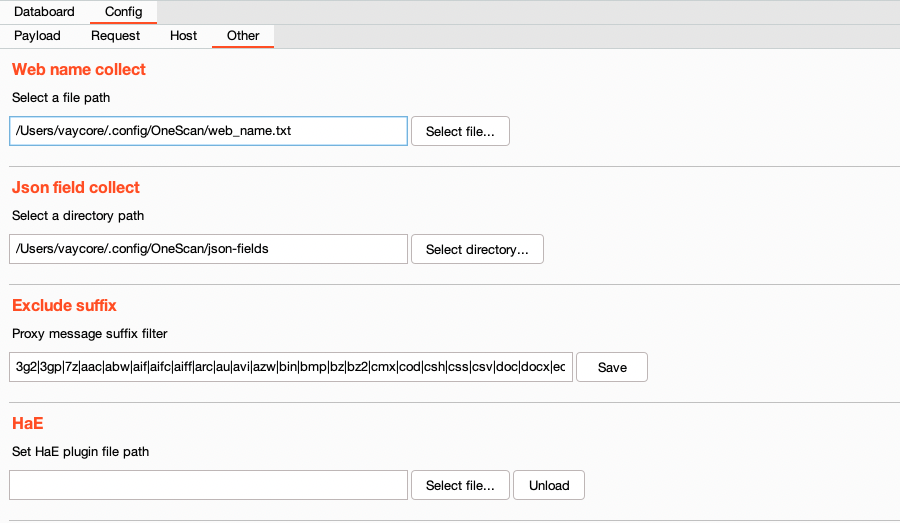 Databoard Config
Payload Request Host Other
Web name collect
Select a file path
/Users/vaycore/.config/OneScan/web_name.txt Select file...
Json field collect
Select a directory path
/Users/vaycore/.config/OneScan/json-fields Select directory...
Exclude suffix
Proxy message suffix filter
3g2|3gp|7z|aac|abw|aif|aifc|aiff|arc|au|avi|azw|bin|bmp|bz|bz2|cmx|cod|csh|css|csv|doc|docx| Save
HaE
Set HaE plugin file path
Select file... Unload